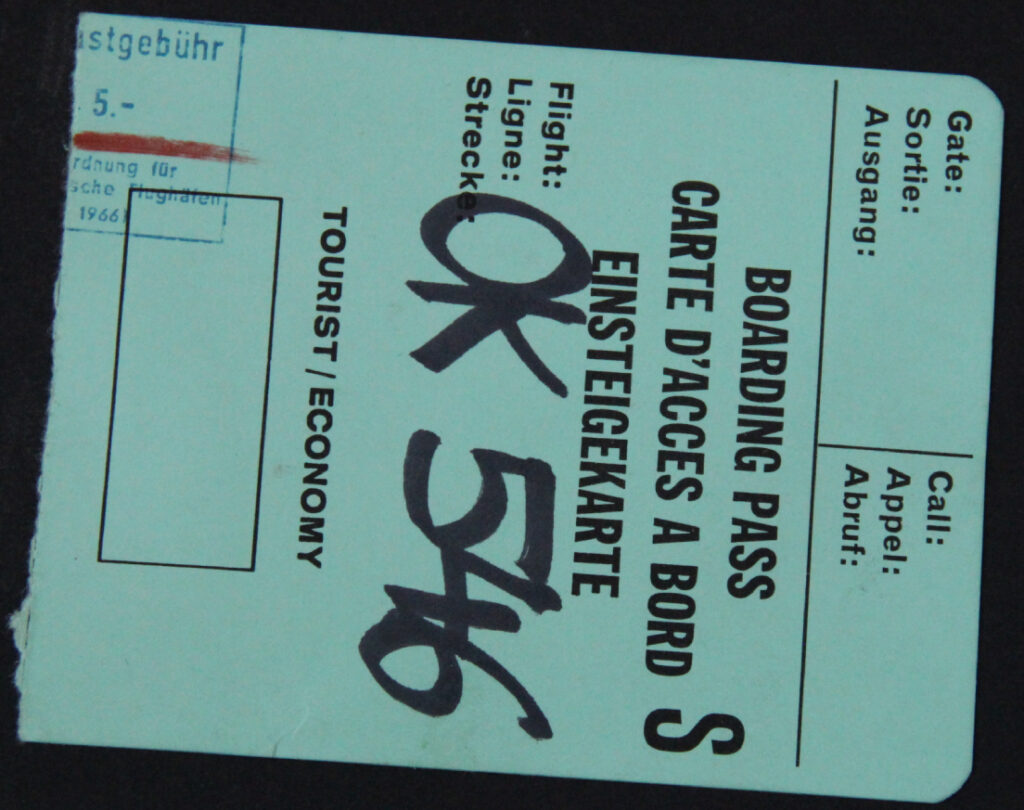 Gate:
Sortie:
Ausgang:
Call:
Appel:
Abruf:
BOARDING PASS
CARTE D'ACCES A BORD S
EINSTEIGEKARTE
Flight:
Ligne:
Strecke:
OK 546
TOURIST / ECONOMY
astgebühr
5.-
rdnung für
sche Flughäfen
1966